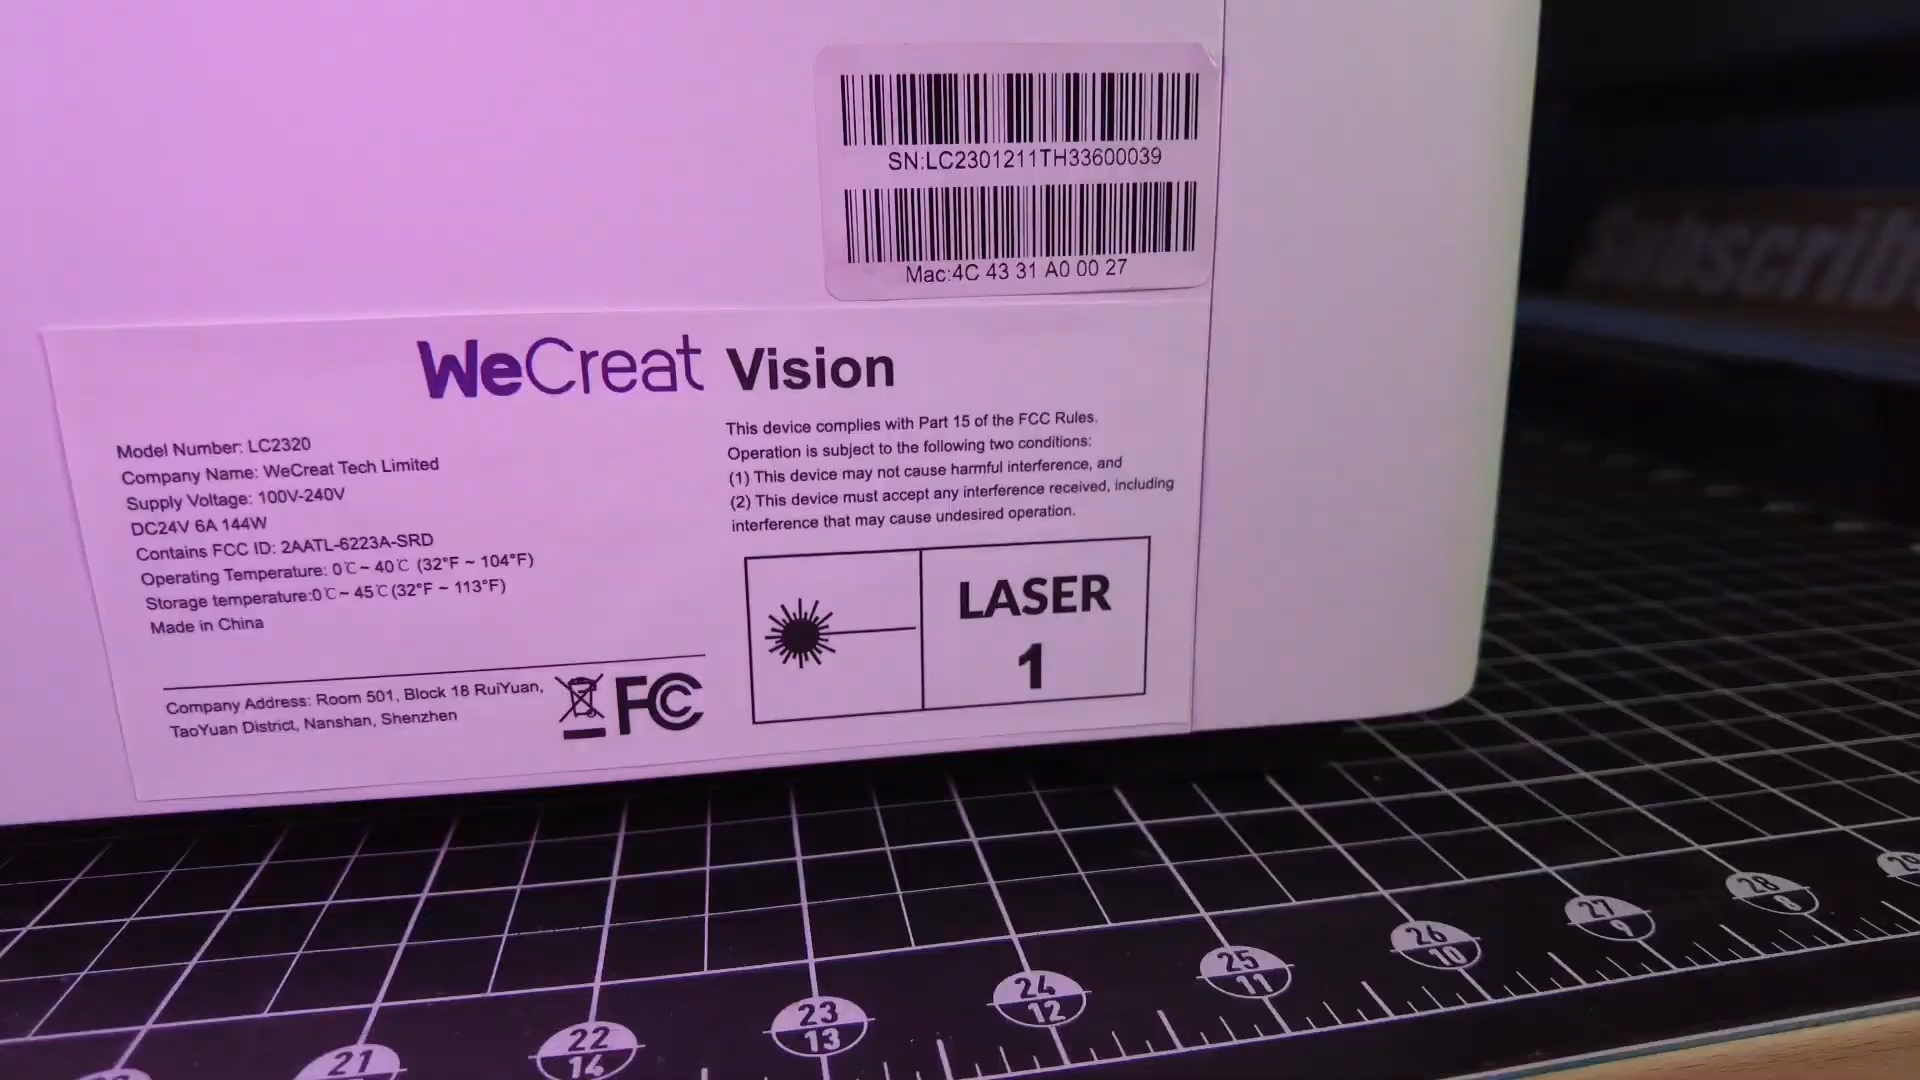 SN:LC2301211TH33600039
Mac:4C 43 31 A0 00 27
WeCreat Vision
Model Number: LC2320
Company Name: WeCreat Tech Limited
Supply Voltage: 100V-240V
DC24V 6A 144W
Contains FCC ID: 2AATL-6223A-SRD
Operating Temperature: 0℃~ 40℃ (32°F ~ 104°F)
Storage temperature:0℃~ 45℃(32°F ~ 113°F)
Made in China
Company Address: Room 501, Block 18 RuiYuan,
TaoYuan District, Nanshan, Shenzhen
FC
This device complies with Part 15 of the FCC Rules.
Operation is subject to the following two conditions:
(1) This device may not cause harmful interference, and
(2) This device must accept any interference received, including
interference that may cause undesired operation.
LASER
1
21
22
14
23
13
24
12
25
11
26
10
27
9
28
8
29